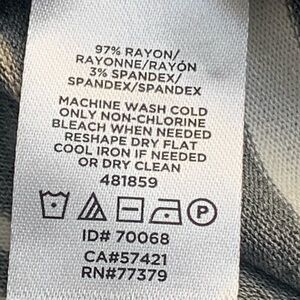 97% RAYON/
RAYONNE/RAYÓN
3% SPANDEX/
SPANDEX/SPANDEX
MACHINE WASH COLD
ONLY NON-CHLORINE
BLEACH WHEN NEEDED
RESHAPE DRY FLAT
COOL IRON IF NEEDED
OR DRY CLEAN
481859
P
ID# 70068
CA#57421
RN#77379